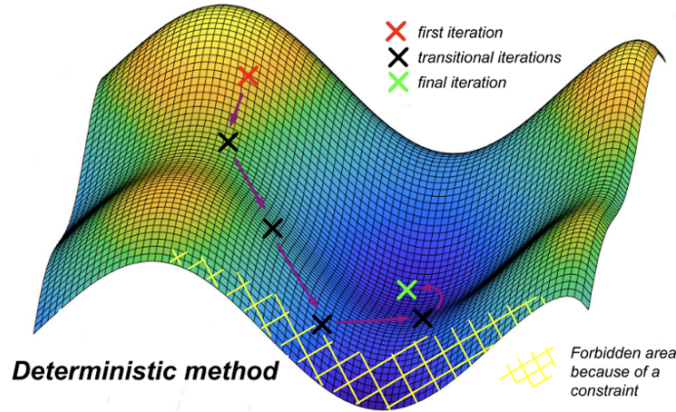 first iteration
transitional iterations
final iteration
Deterministic method
Forbidden area
because of a
constraint